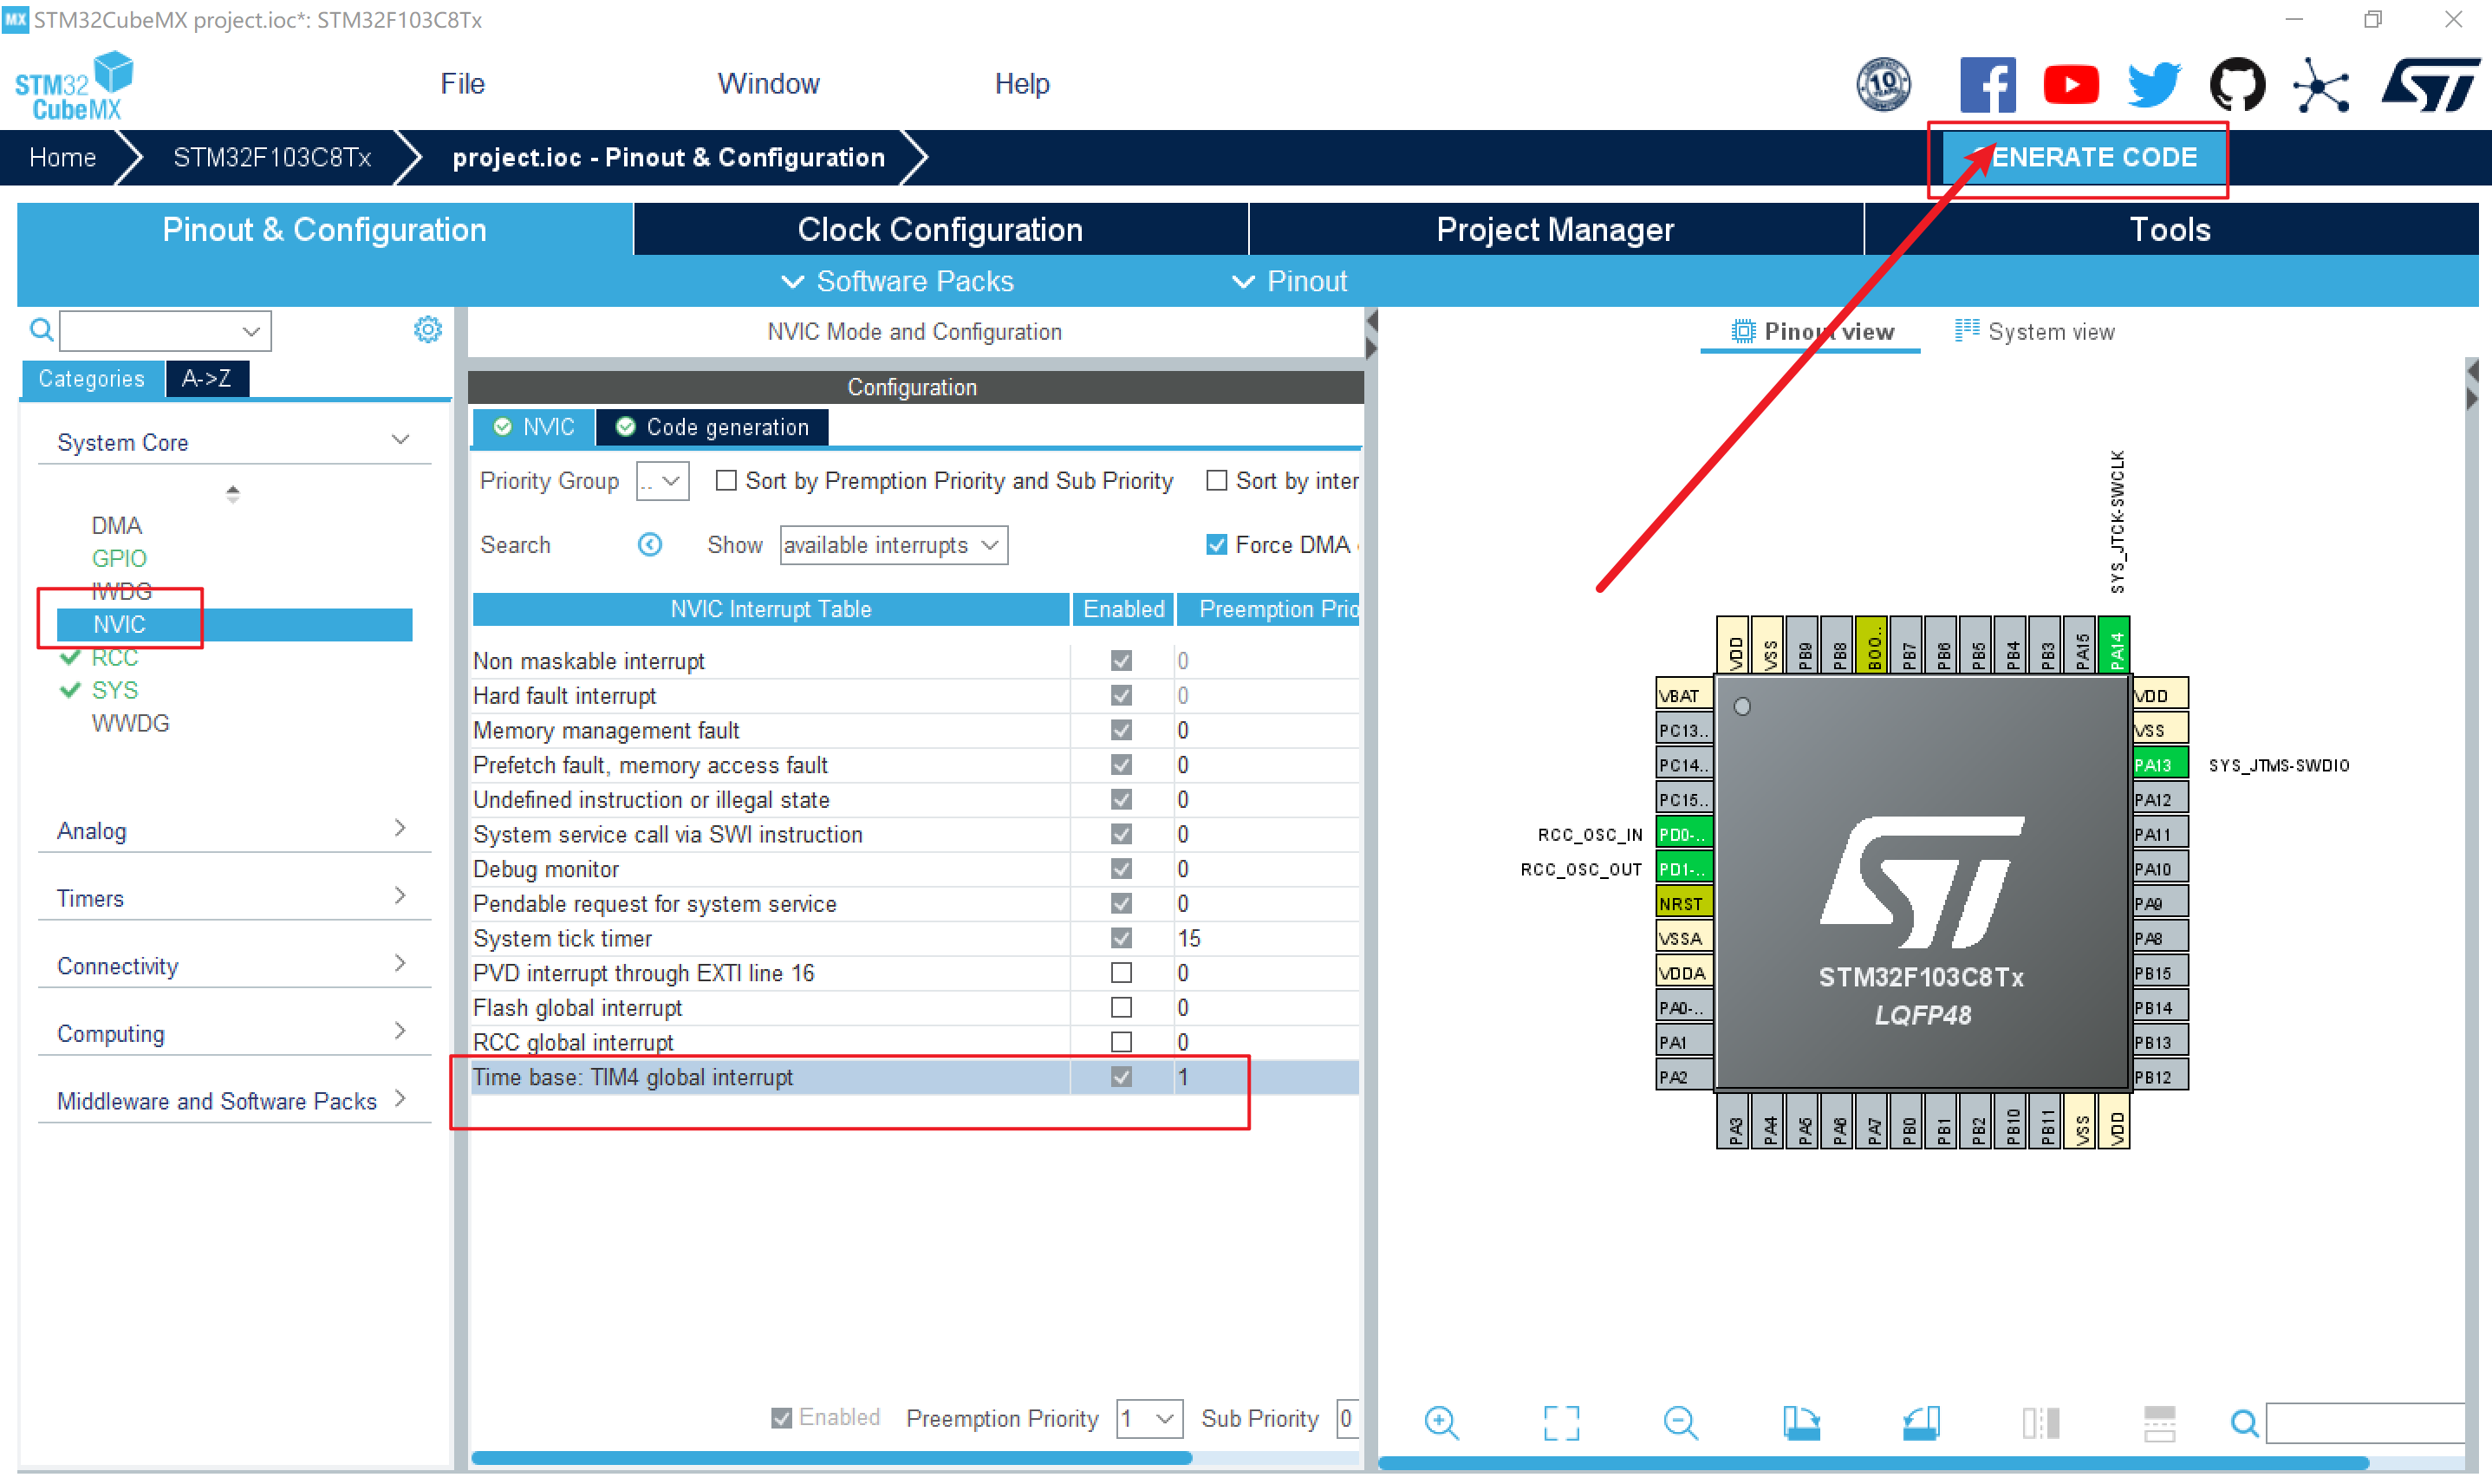 MX STM32CubeMX project.ioc*: STM32F103C8Tx
STM32 CubeMX
File
Window
Help
10 YEARS
Home
STM32F103C8Tx
project.ioc - Pinout & Configuration
ENERATE CODE
Pinout & Configuration
Clock Configuration
Project Manager
Tools
Software Packs
Pinout
Categories
A->Z
System Core
DMA
GPIO
IWDG
NVIC
RCC
SYS
WWDG
Analog
Timers
Connectivity
Computing
Middleware and Software Packs
NVIC Mode and Configuration
Configuration
NVIC
Code generation
Priority Group ..
Sort by Premption Priority and Sub Priority
Sort by inter
Search
Show available interrupts
Force DMA
NVIC Interrupt Table Enabled Preemption Prio
Non maskable interrupt 0
Hard fault interrupt 0
Memory management fault 0
Prefetch fault, memory access fault 0
Undefined instruction or illegal state 0
System service call via SWI instruction 0
Debug monitor 0
Pendable request for system service 0
System tick timer 15
PVD interrupt through EXTI line 16 0
Flash global interrupt 0
RCC global interrupt 0
Time base: TIM4 global interrupt 1
Enabled Preemption Priority 1 Sub Priority 0
Pinout view
System view
SYS_JTCK-SWCLK
VDD
VSS
PB9
PB8
BOO..
PB7
PB6
PB5
PB4
PB3
PA15
PA14
VBAT
PC13..
PC14..
PC15..
RCC_OSC_IN PD0-..
RCC_OSC_OUT PD1-..
NRST
VSSA
VDDA
PA0-..
PA1
PA2
STM32F103C8Tx
LQFP48
VDD
VSS
PA13 SYS_JTMS-SWDIO
PA12
PA11
PA10
PA9
PA8
PB15
PB14
PB13
PB12
PA3
PA4
PA5
PA6
PA7
PB0
PB1
PB2
PB10
PB11
VSS
VDD